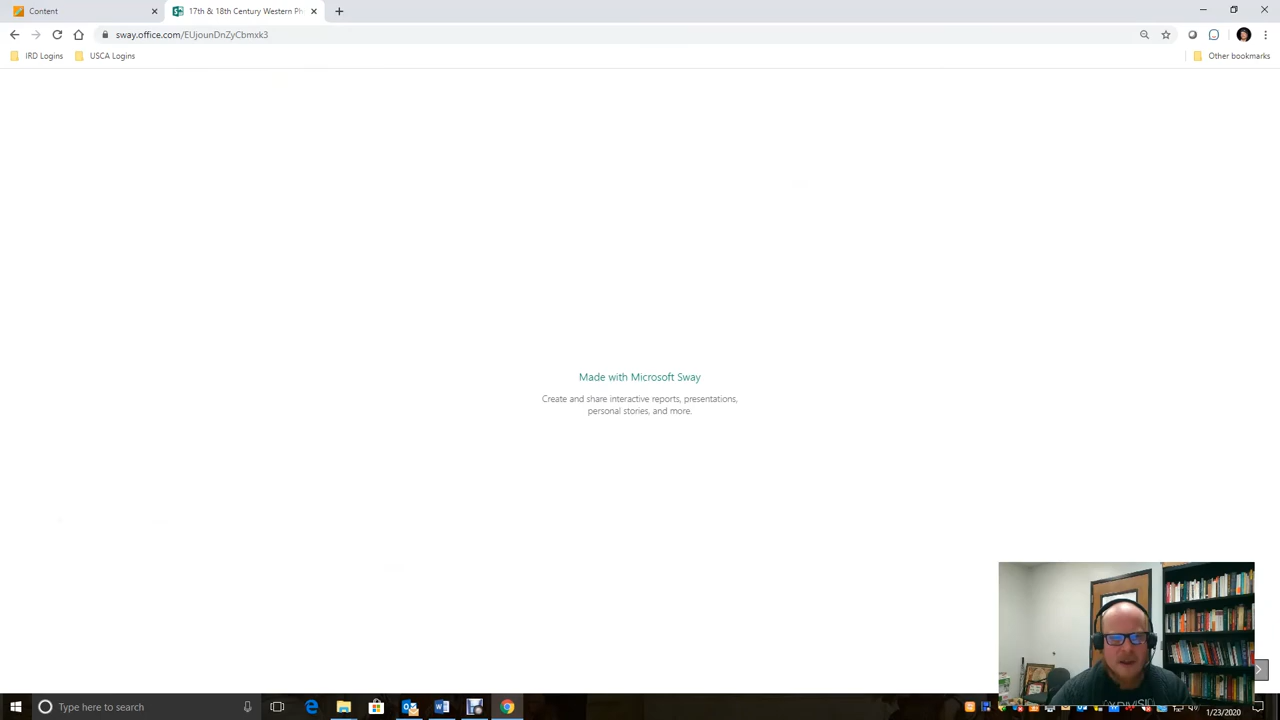 Content
17th & 18th Century Western Ph
sway.office.com/EUjounDnZyCbmxk3
IRD Logins
USCA Logins
Other bookmarks
Made with Microsoft Sway
Create and share interactive reports, presentations,
personal stories, and more.
Type here to search
1/23/2020